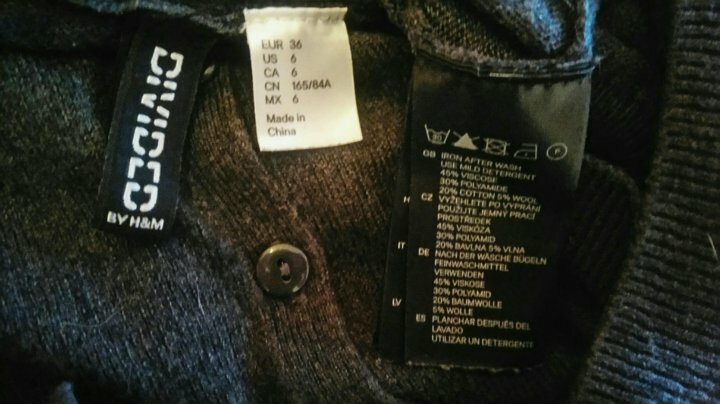 DIVIDED
BY H&M
EUR 36
US 6
CA 6
CN 165/84A
MX 6
Made in
China
GB IRON AFTER WASH
USE MILD DETERGENT
45% VISCOSE
30% POLYAMIDE
20% COTTON 5% WOOL
CZ VYŽEHLETE PO VYPRÁNÍ
POUŽIJTE JEMNÝ PRACÍ
PROSTŘEDEK
45% VISKÓZA
30% POLYAMID
20% BAVLNA 5% VLNA
DE NACH DER WÄSCHE BÜGELN
FEINWASCHMITTEL
VERWENDEN
45% VISKOSE
30% POLYAMID
20% BAUMWOLLE
5% WOLLE
ES PLANCHAR DESPUÉS DEL
LAVADO
UTILIZAR UN DETERGENTE
H
IT
LV